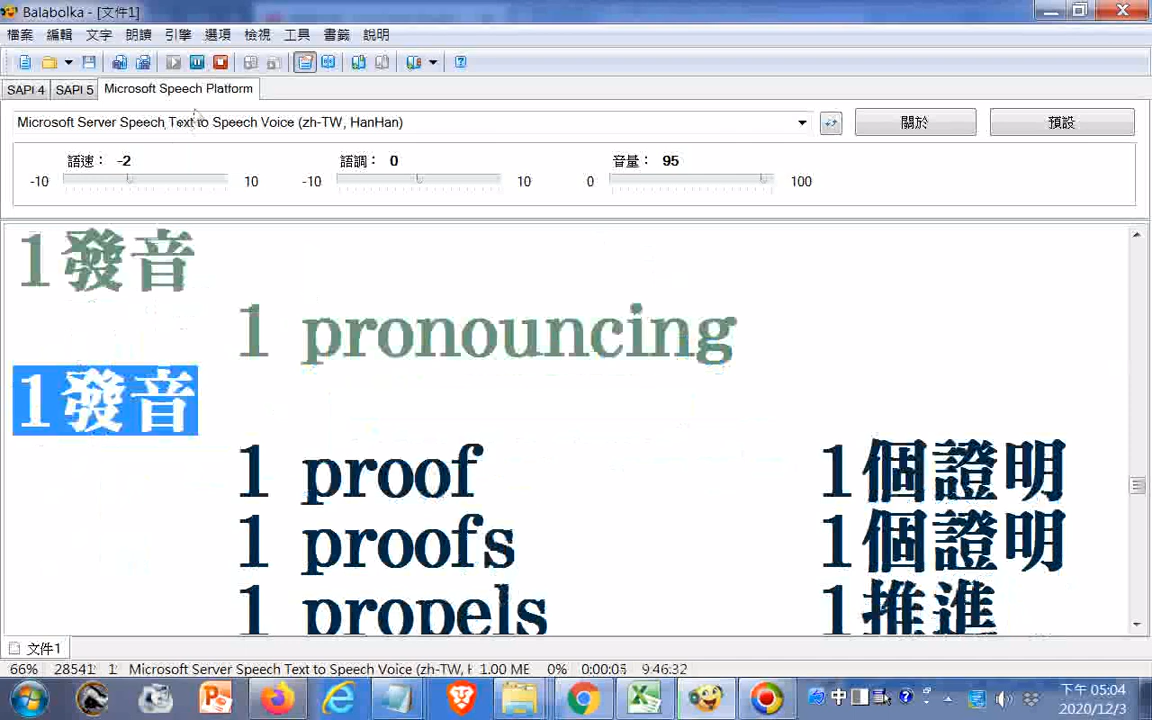 Balabolka - [文件1]
檔案 編輯 文字 朗讀 引擎 選項 檢視 工具 書籤 說明
SAPI 4 SAPI 5 Microsoft Speech Platform
Microsoft Server Speech Text to Speech Voice (zh-TW, HanHan) 關於 預設
語速： -2 語調： 0 音量： 95
-10 10 -10 10 0 100
1發音
1 pronouncing
1發音
1 proof 1個證明
1 proofs 1個證明
1 propels 1推進
文件1
66% 28541 Microsoft Server Speech Text to Speech Voice (zh-TW, 1.00 ME 0% 0:00:05 9:46:32
中 下午 05:04
2020/12/3